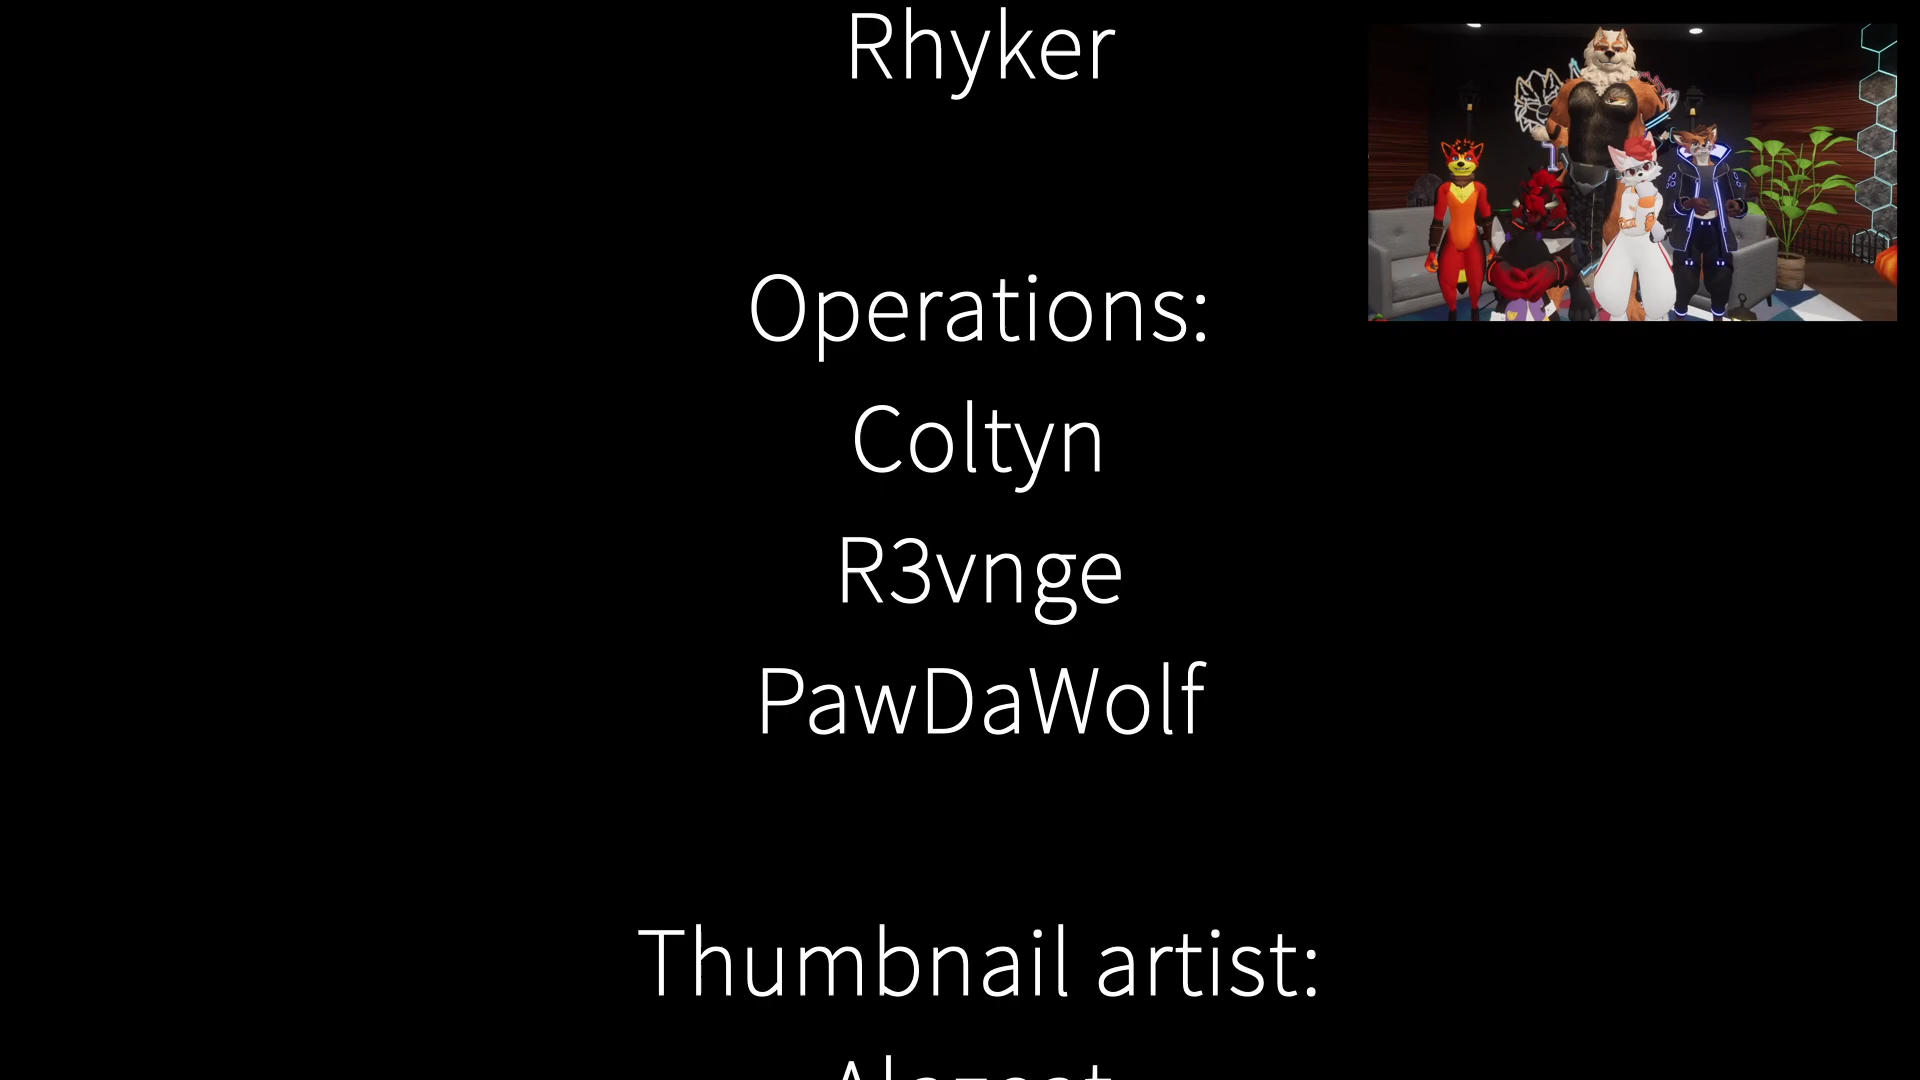 Rhyker
Operations:
Coltyn
R3vnge
PawDaWolf
Thumbnail artist: